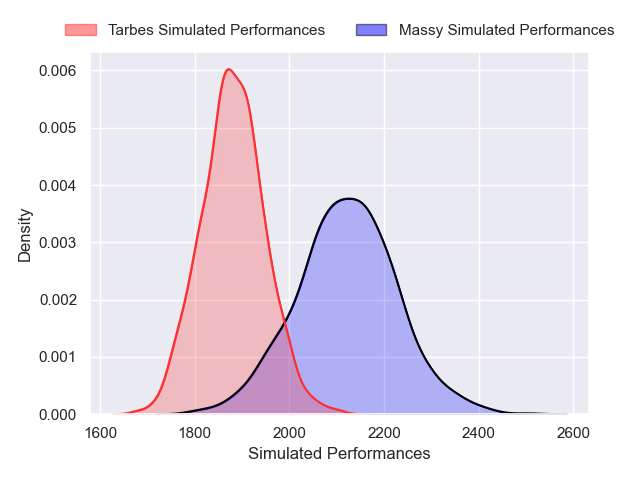 Tarbes Simulated Performances Massy Simulated Performances
0.006
0.005
0.004
0.003
0.002
0.001
0.000
Density
1600 1800 2000 2200 2400 2600
Simulated Performances